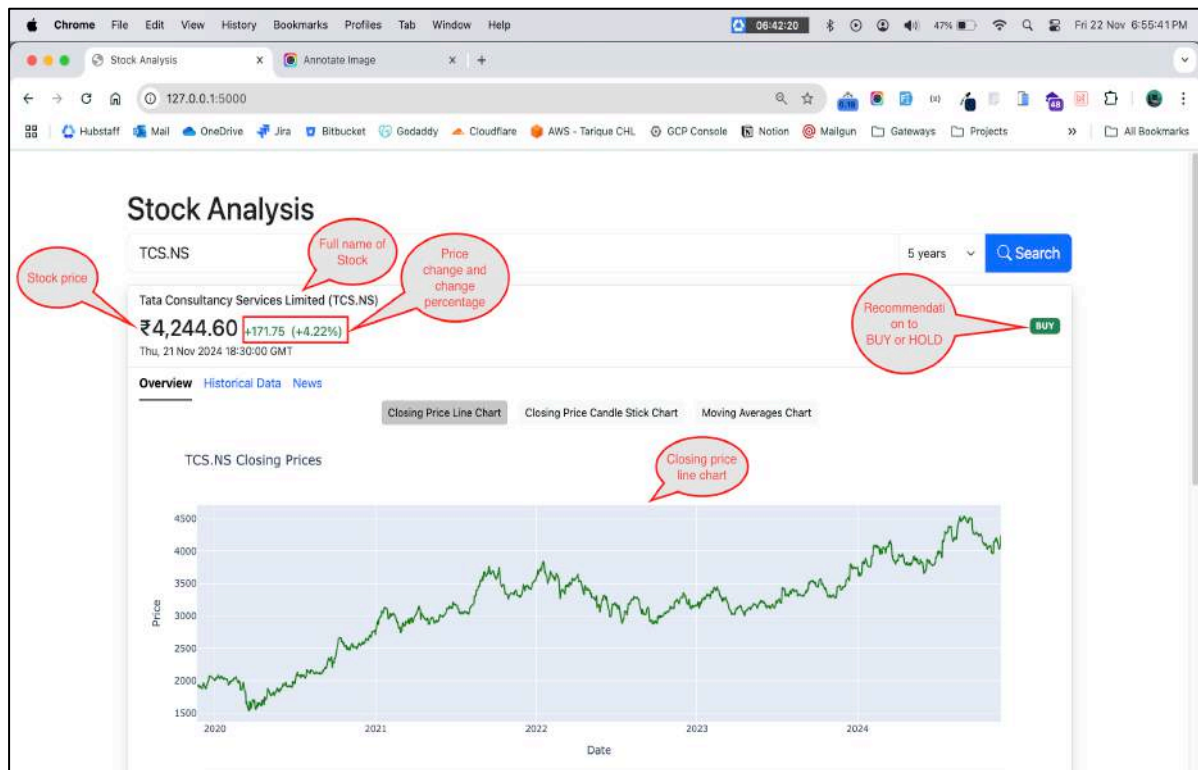 Chrome File Edit View History Bookmarks Profiles Tab Window Help 06:42:20 47% Fri 22 Nov 6:55:41 PM
Stock Analysis x Annotate Image x +
127.0.0.1:5000
48
Hubstaff Mail OneDrive Jira Bitbucket Godaddy Cloudflare AWS - Tarique CHL GCP Console Notion Mailgun Gateways Projects » All Bookmarks
Stock Analysis
TCS.NS 5 years Search
Full name of
Stock
Price
change and
change
percentage
Stock price
Recommendati
on to
BUY or HOLD
Tata Consultancy Services Limited (TCS.NS)
₹4,244.60 +171.75 (+4.22%)
BUY
Thu, 21 Nov 2024 18:30:00 GMT
Overview Historical Data News
Closing Price Line Chart Closing Price Candle Stick Chart Moving Averages Chart
TCS.NS Closing Prices
Closing price
line chart
4500
4000
3500
3000
2500
2000
1500
Price
2020 2021 2022 2023 2024
Date